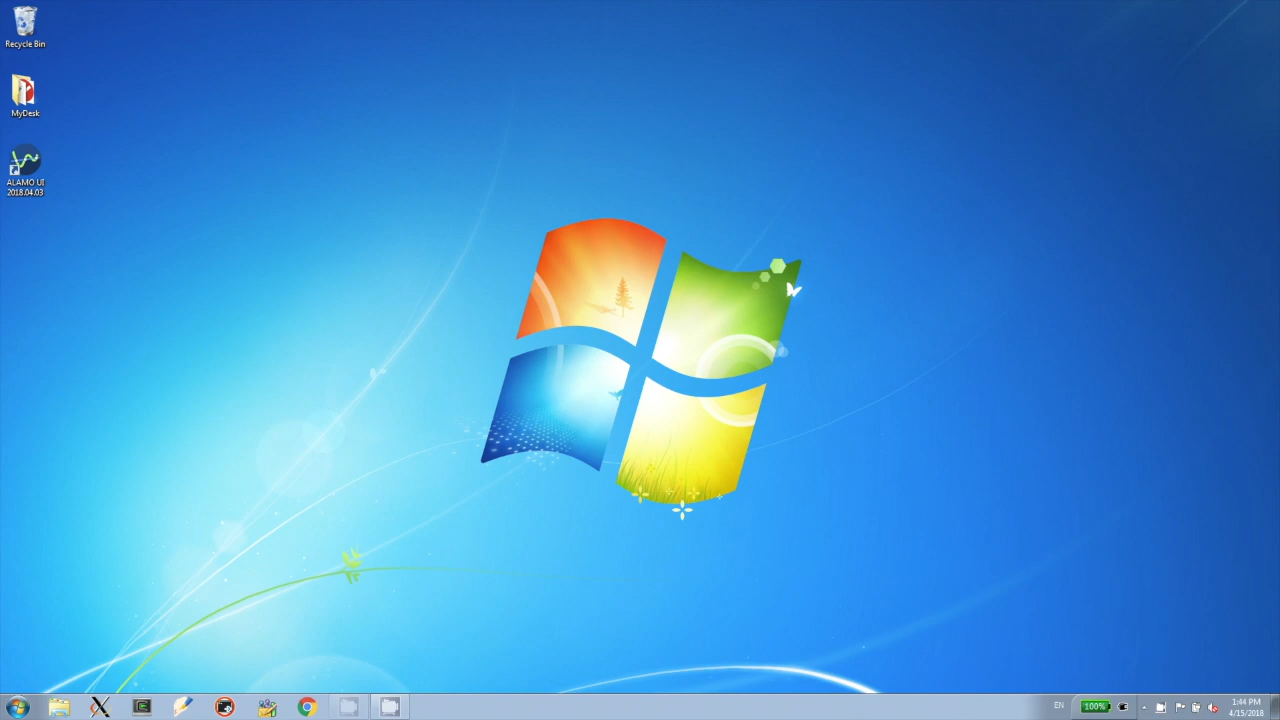 Recycle Bin
MyDesk
ALAMO UI
2018.04.03
EN
100%
1:44 PM
4/15/2018